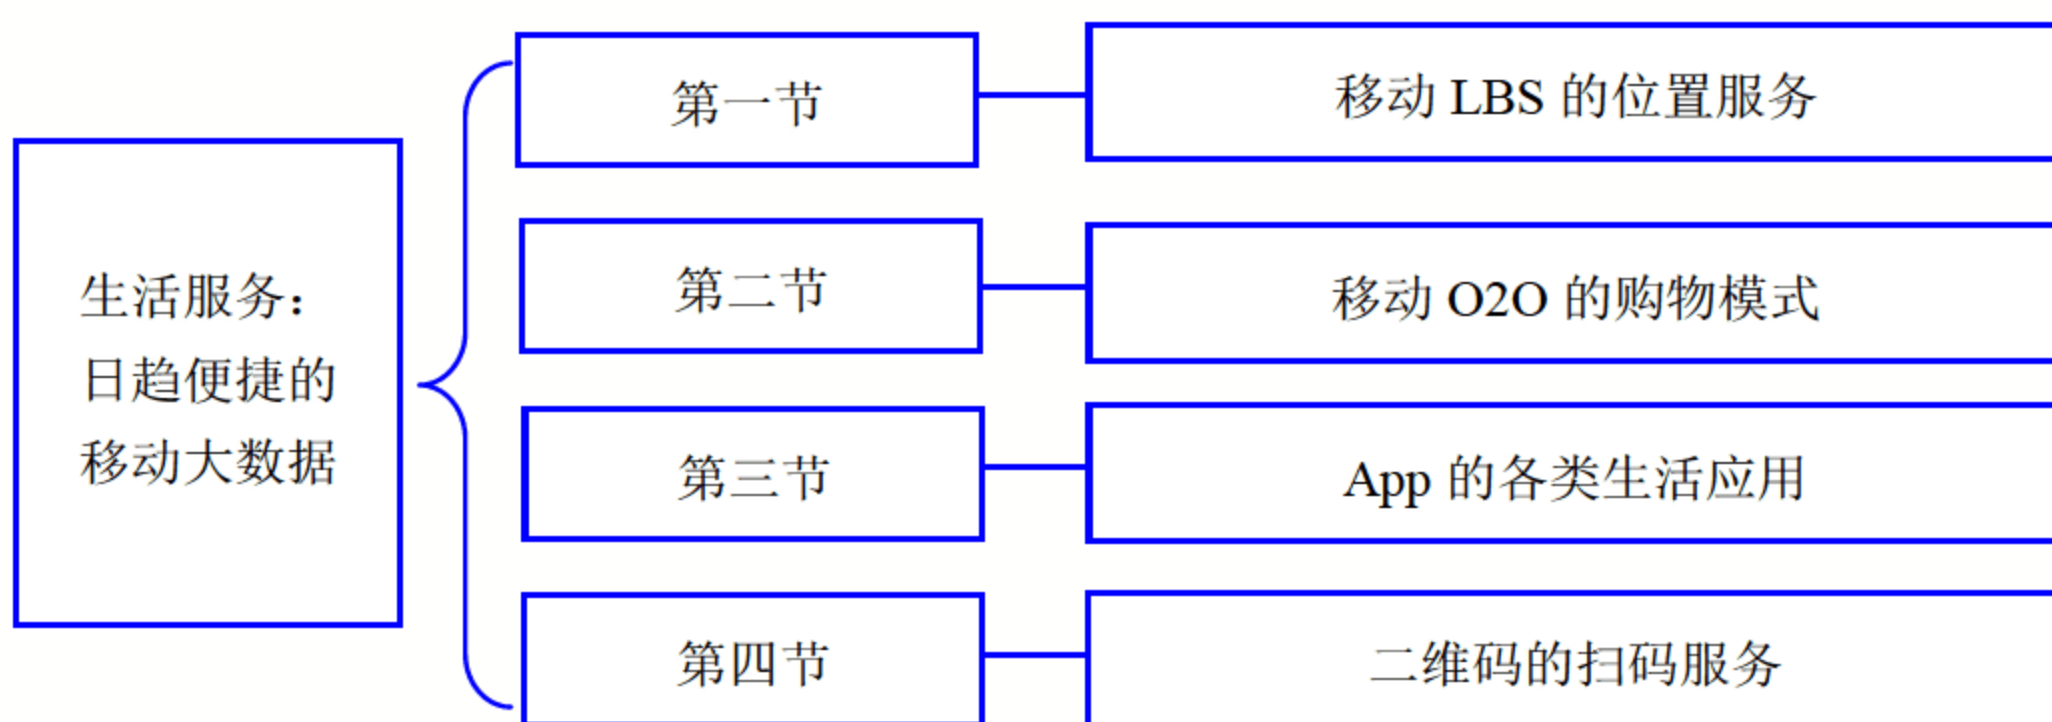 生活服务：
日趋便捷的
移动大数据
第一节
移动 LBS 的位置服务
第二节
移动 O2O 的购物模式
第三节
App 的各类生活应用
第四节
二维码的扫码服务